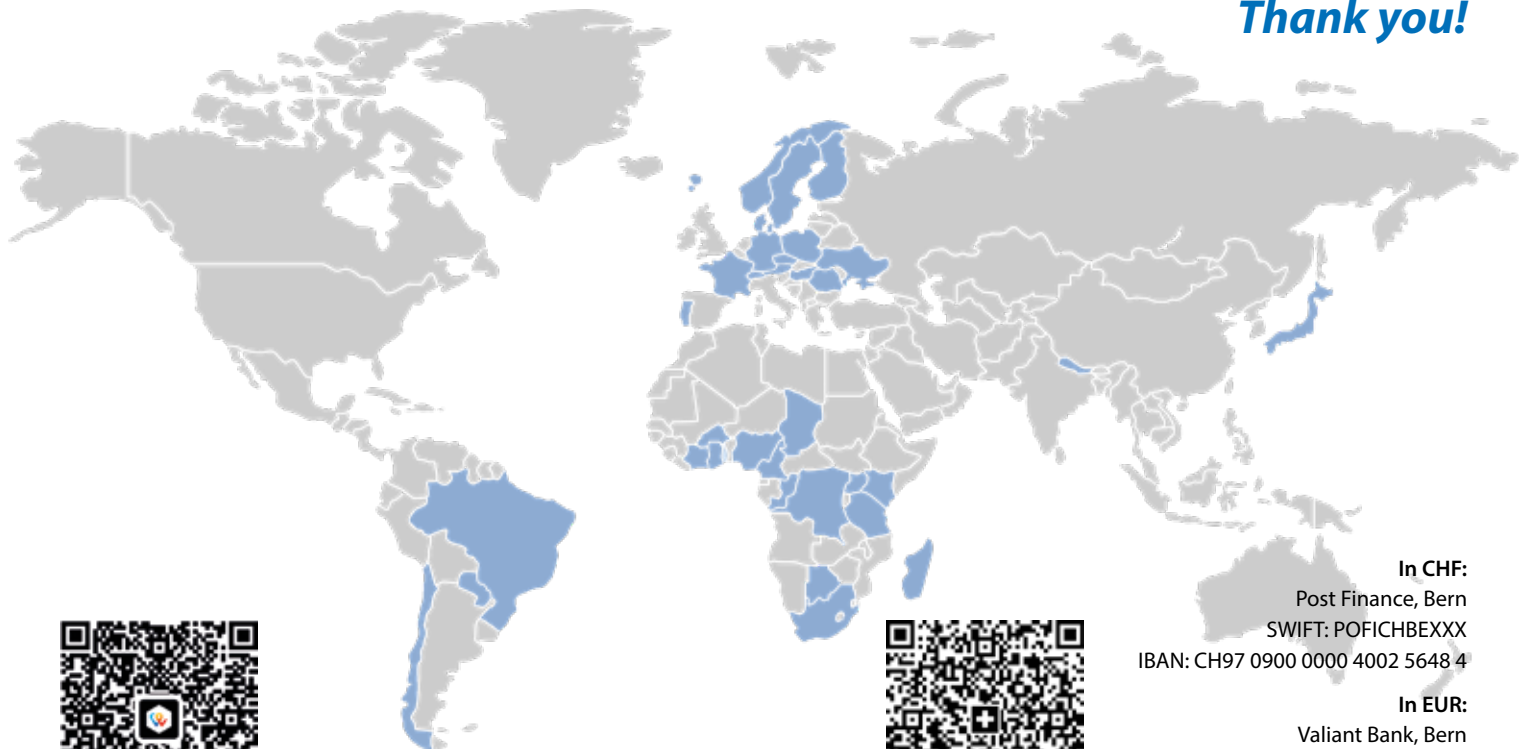 Thank you!
In CHF:
Post Finance, Bern
SWIFT: POFICHBEXXX
IBAN: CH97 0900 0000 4002 5648 4
In EUR:
Valiant Bank, Bern